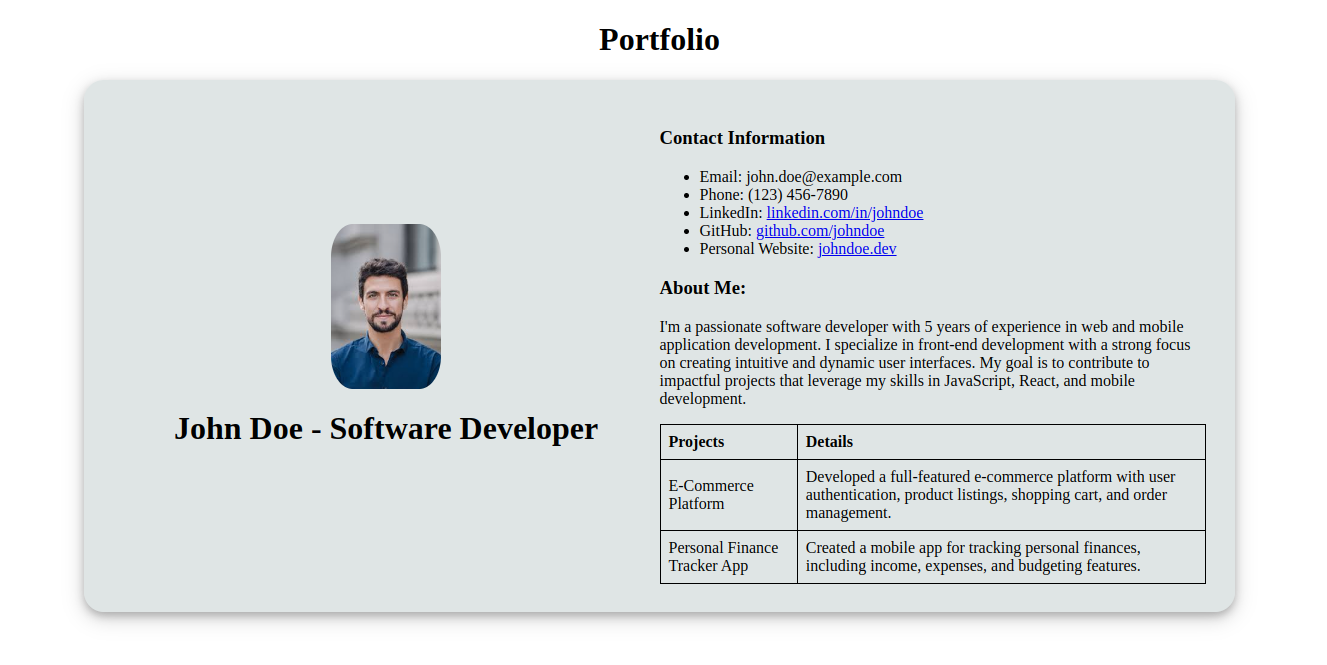 Portfolio
John Doe - Software Developer
Contact Information
Email: john.doe@example.com
Phone: (123) 456-7890
LinkedIn: linkedin.com/in/johndoe
GitHub: github.com/johndoe
Personal Website: johndoe.dev
About Me:
I'm a passionate software developer with 5 years of experience in web and mobile
application development. I specialize in front-end development with a strong focus
on creating intuitive and dynamic user interfaces. My goal is to contribute to
impactful projects that leverage my skills in JavaScript, React, and mobile
development.
Projects Details
E-Commerce
Platform
Developed a full-featured e-commerce platform with user
authentication, product listings, shopping cart, and order
management.
Personal Finance
Tracker App
Created a mobile app for tracking personal finances,
including income, expenses, and budgeting features.